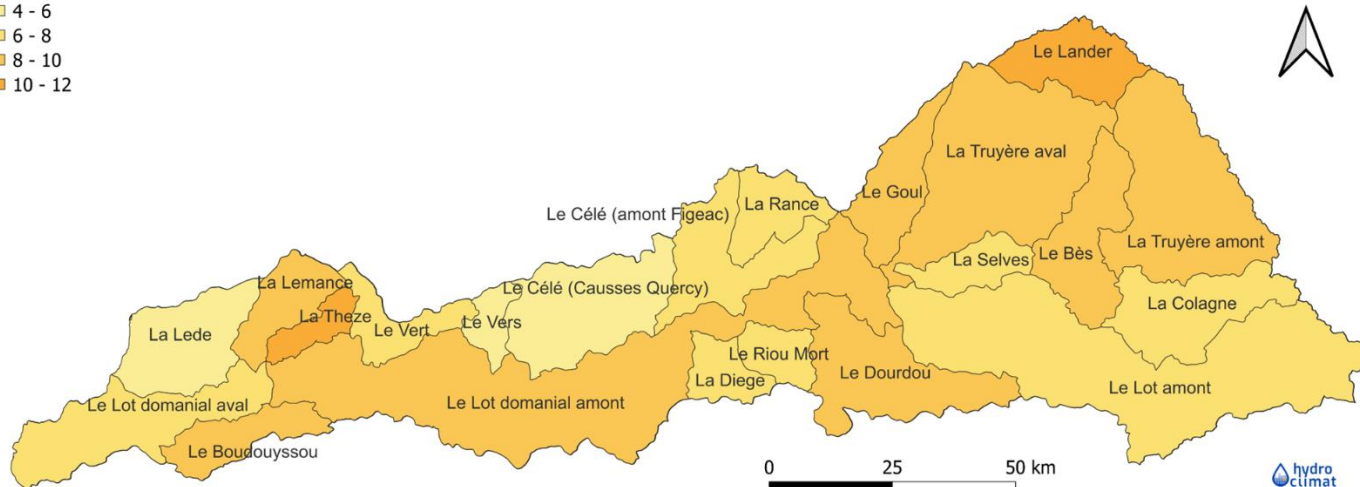 4 - 6
6 - 8
8 - 10
10 - 12
Le Lander
La Truyère aval
Le Goul
La Rance
Le Célé (amont Figeac)
La Truyère amont
Le Bès
La Selves
La Lemance
Le Célé (Causses Quercy)
La Colagne
La Theze
Le Vers
Le Vert
La Lede
Le Riou Mort
Le Dourdou
La Diege
Le Lot amont
Le Lot domanial amont
Le Lot domanial aval
Le Boudouyssou
0 25 50 km
hydro
climat